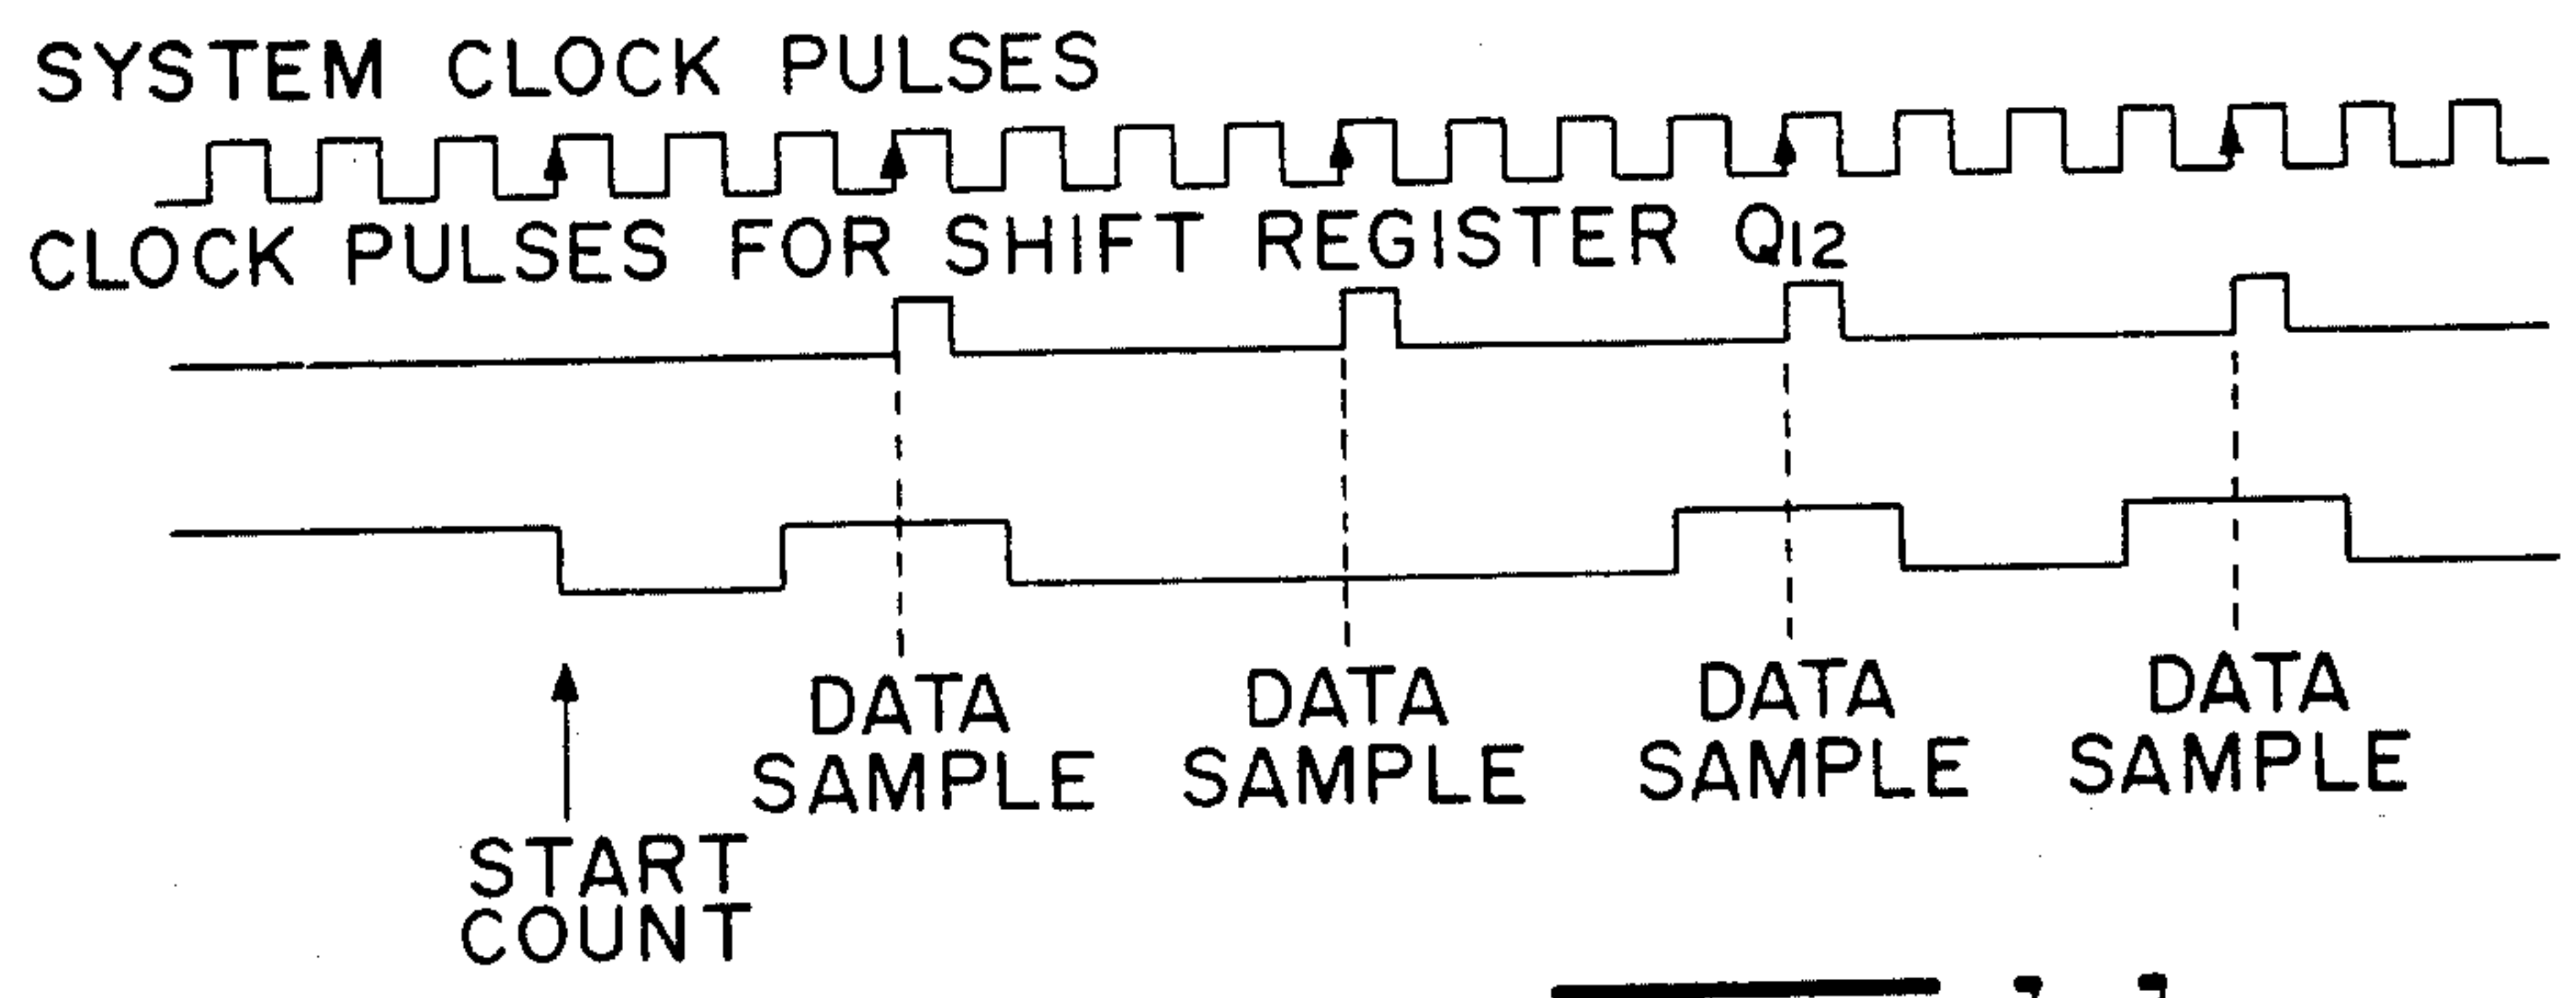 SYSTEM CLOCK PULSES
CLOCK PULSES FOR SHIFT REGISTER Q12
DATA SAMPLE
DATA SAMPLE
DATA SAMPLE
DATA SAMPLE
START
COUNT